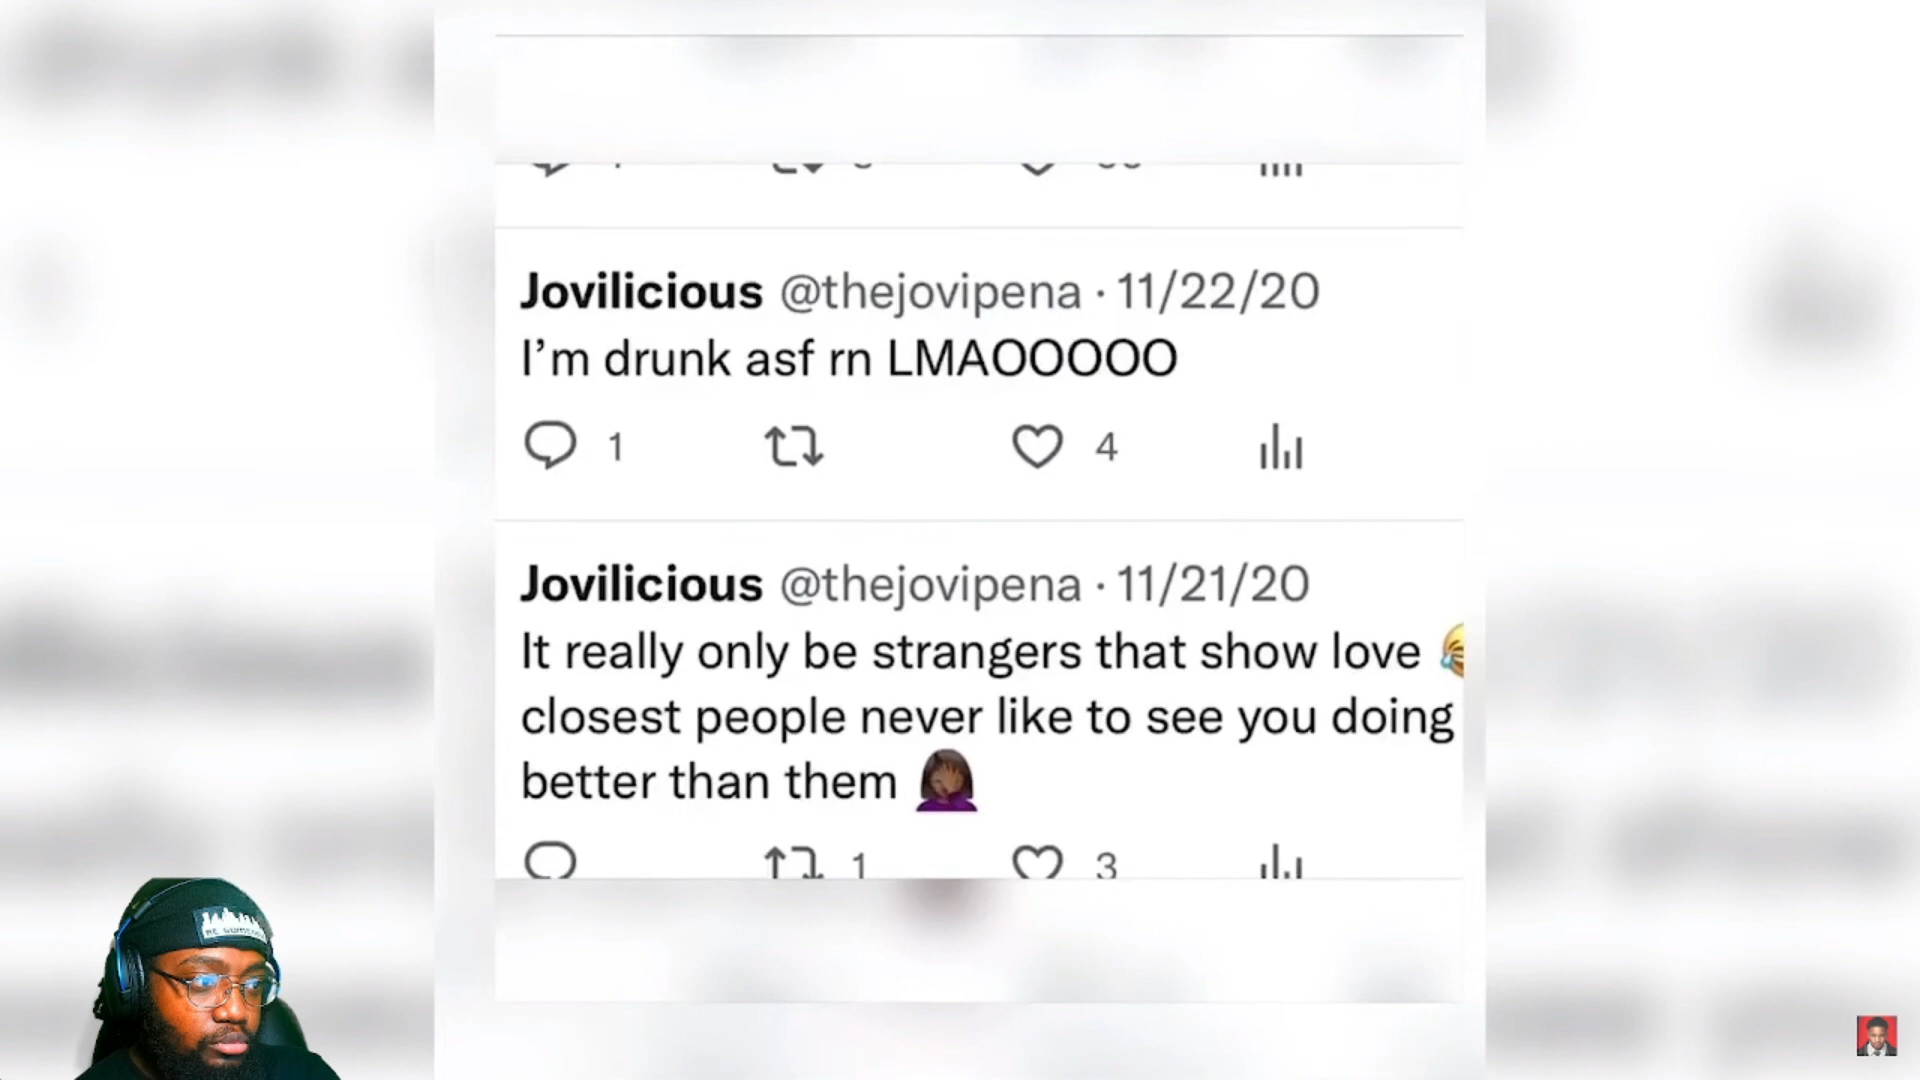 Jovilicious @thejovipena · 11/22/20
I’m drunk asf rn LMAOOOOO
1 4
Jovilicious @thejovipena · 11/21/20
It really only be strangers that show love 😂
closest people never like to see you doing
better than them 🤦🏾‍♀️
1 3